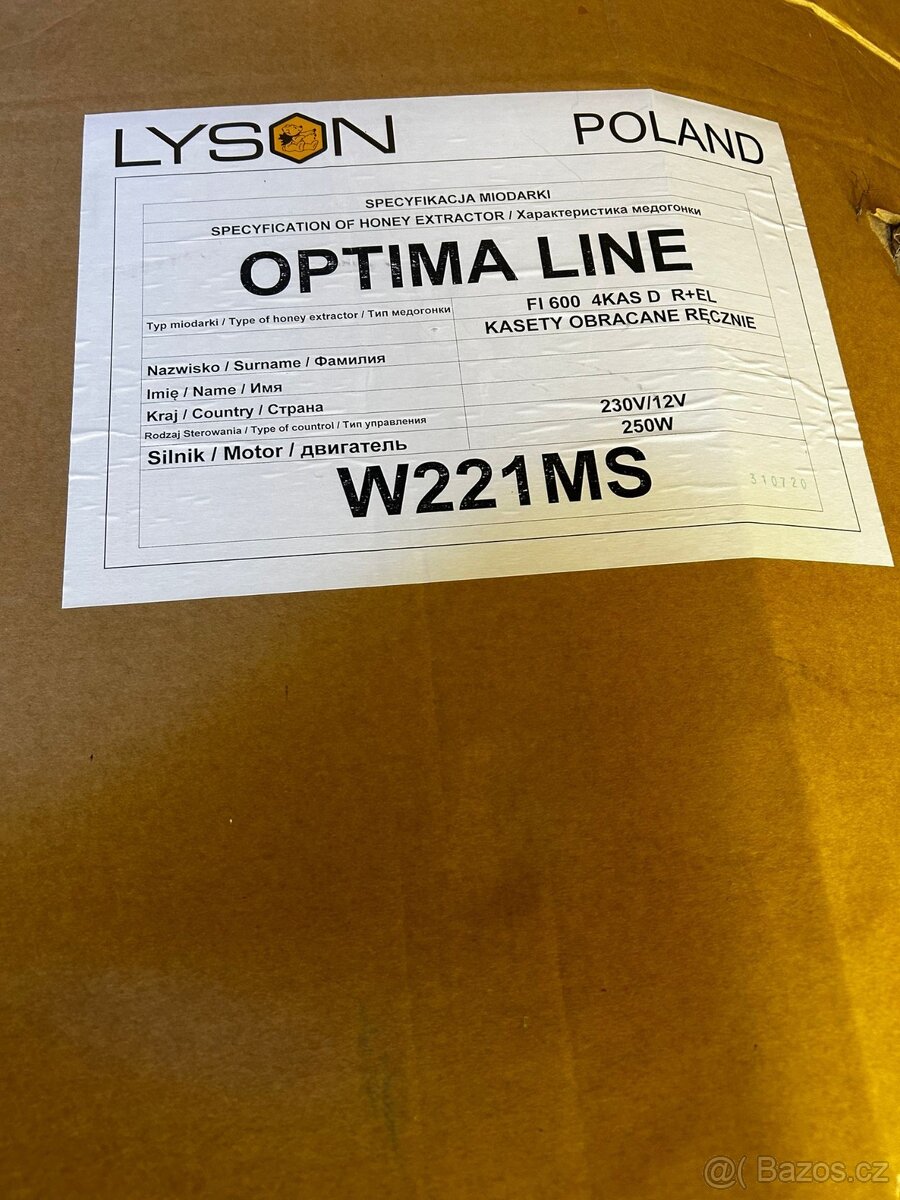 LYSON POLAND
SPECYFIKACJA MIODARKI
SPECYFICATION OF HONEY EXTRACTOR / Характеристика медогонки
OPTIMA LINE
Typ miodarki / Type of honey extractor / Тип медогонки FI 600 4KAS D R+EL
KASETY OBRACANE RĘCZNIE
Nazwisko / Surname / Фамилия
Imię / Name / Имя
Kraj / Country / Страна
Rodzaj Sterowania / Type of countrol / Тип управления 230V/12V
Silnik / Motor / двигатель 250W
W221MS
310720
@( Bazos.cz